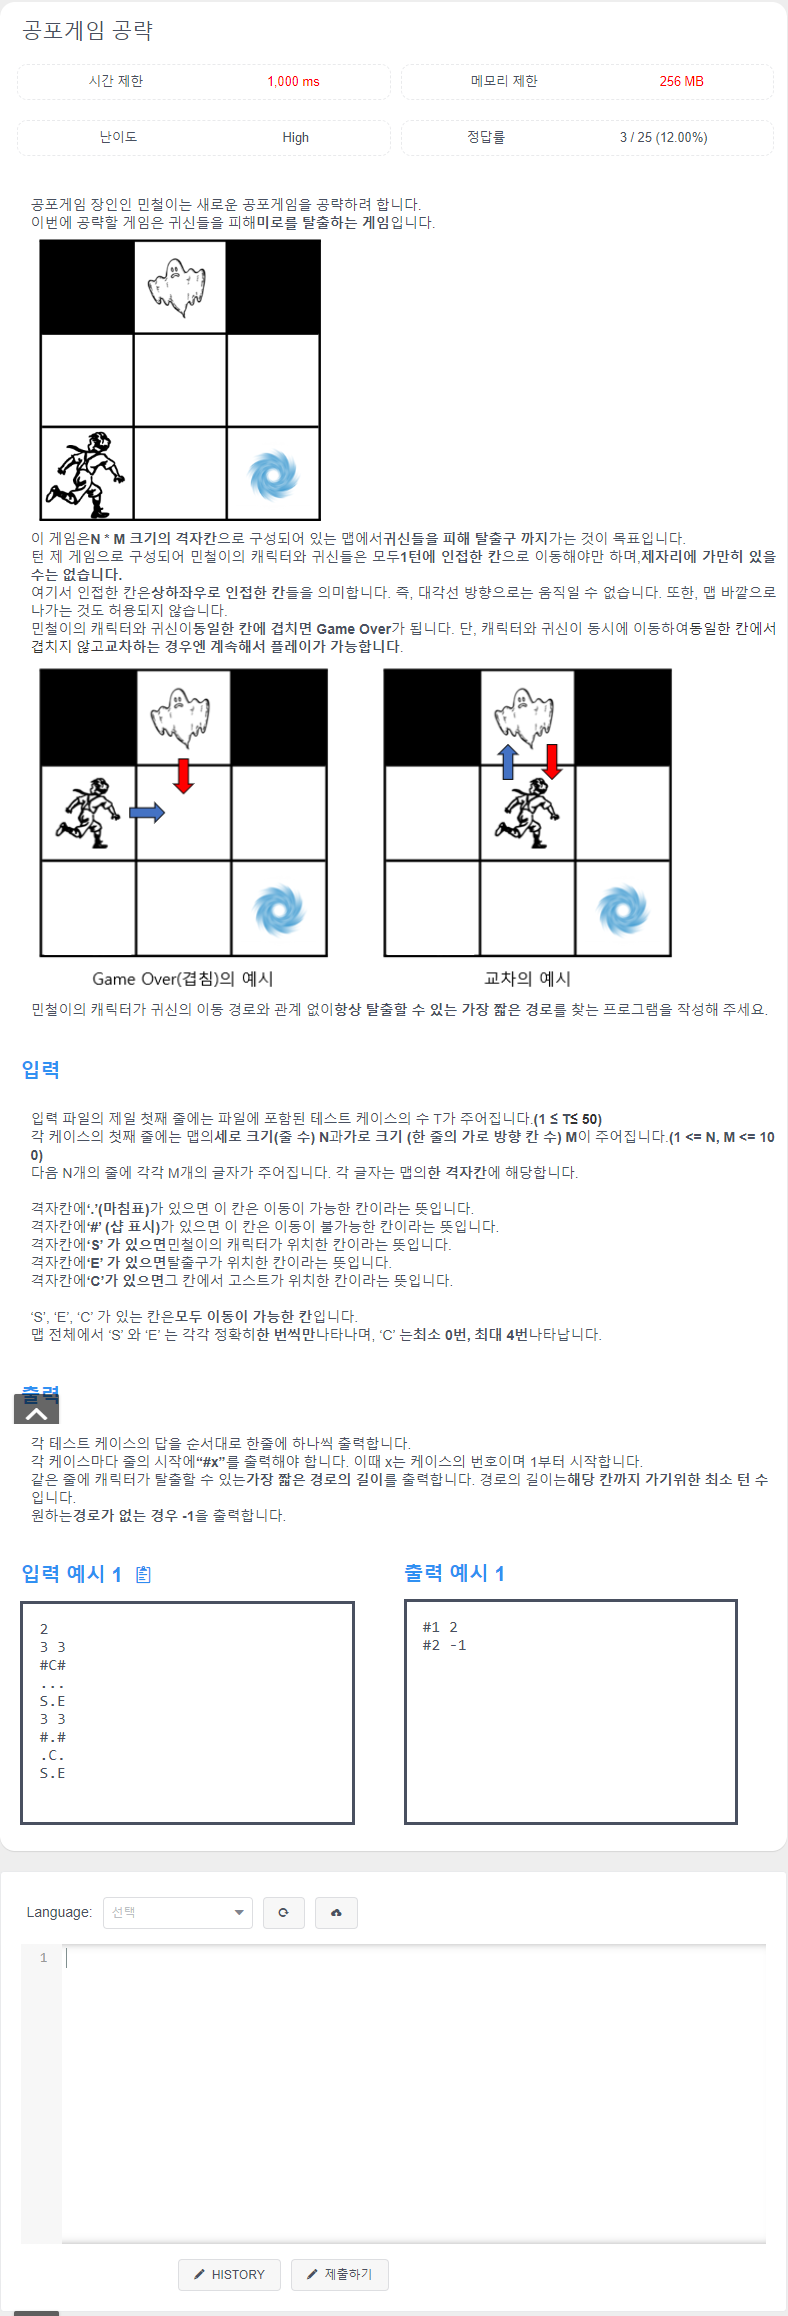 공포게임 공략
시간 제한 1,000 ms 메모리 제한 256 MB
난이도 High 정답률 3 / 25 (12.00%)
공포게임 장인인 민철이는 새로운 공포게임을 공략하려 합니다.
이번에 공략할 게임은 귀신들을 피해미로를 탈출하는 게임입니다.
이 게임은N * M 크기의 격자칸으로 구성되어 있는 맵에서귀신들을 피해 탈출구 까지가는 것이 목표입니다.
턴 제 게임으로 구성되어 민철이의 캐릭터와 귀신들은 모두1턴에 인접한 칸으로 이동해야만 하며,제자리에 가만히 있을
수는 없습니다.
여기서 인접한 칸은상하좌우로 인접한 칸들을 의미합니다. 즉, 대각선 방향으로는 움직일 수 없습니다. 또한, 맵 바깥으로
나가는 것도 허용되지 않습니다.
민철이의 캐릭터와 귀신이동일한 칸에 겹치면 Game Over가 됩니다. 단, 캐릭터와 귀신이 동시에 이동하여동일한 칸에서
겹치지 않고교차하는 경우엔 계속해서 플레이가 가능합니다.
Game Over(겹침)의 예시 교차의 예시
민철이의 캐릭터가 귀신의 이동 경로와 관계 없이항상 탈출할 수 있는 가장 짧은 경로를 찾는 프로그램을 작성해 주세요.
입력
입력 파일의 제일 첫째 줄에는 파일에 포함된 테스트 케이스의 수 T가 주어집니다.(1 ≤ T≤ 50)
각 케이스의 첫째 줄에는 맵의세로 크기(줄 수) N과가로 크기 (한 줄의 가로 방향 칸 수) M이 주어집니다.(1 <= N, M <= 10
0)
다음 N개의 줄에 각각 M개의 글자가 주어집니다. 각 글자는 맵의한 격자칸에 해당합니다.
격자칸에‘.’(마침표)가 있으면 이 칸은 이동이 가능한 칸이라는 뜻입니다.
격자칸에‘#’ (샵 표시)가 있으면 이 칸은 이동이 불가능한 칸이라는 뜻입니다.
격자칸에‘S’ 가 있으면민철이의 캐릭터가 위치한 칸이라는 뜻입니다.
격자칸에‘E’ 가 있으면탈출구가 위치한 칸이라는 뜻입니다.
격자칸에‘C’가 있으면그 칸에서 고스트가 위치한 칸이라는 뜻입니다.
‘S’, ‘E’, ‘C’ 가 있는 칸은모두 이동이 가능한 칸입니다.
맵 전체에서 ‘S’ 와 ‘E’ 는 각각 정확히한 번씩만나타나며, ‘C’ 는최소 0번, 최대 4번나타납니다.
출력
각 테스트 케이스의 답을 순서대로 한줄에 하나씩 출력합니다.
각 케이스마다 줄의 시작에“#x”를 출력해야 합니다. 이때 x는 케이스의 번호이며 1부터 시작합니다.
같은 줄에 캐릭터가 탈출할 수 있는가장 짧은 경로의 길이를 출력합니다. 경로의 길이는해당 칸까지 가기위한 최소 턴 수
입니다.
원하는경로가 없는 경우 -1을 출력합니다.
입력 예시 1 출력 예시 1
2
3 3
#C#
...
S.E
3 3
#.#
.C.
S.E
#1 2
#2 -1
Language: 선택
1
HISTORY 제출하기